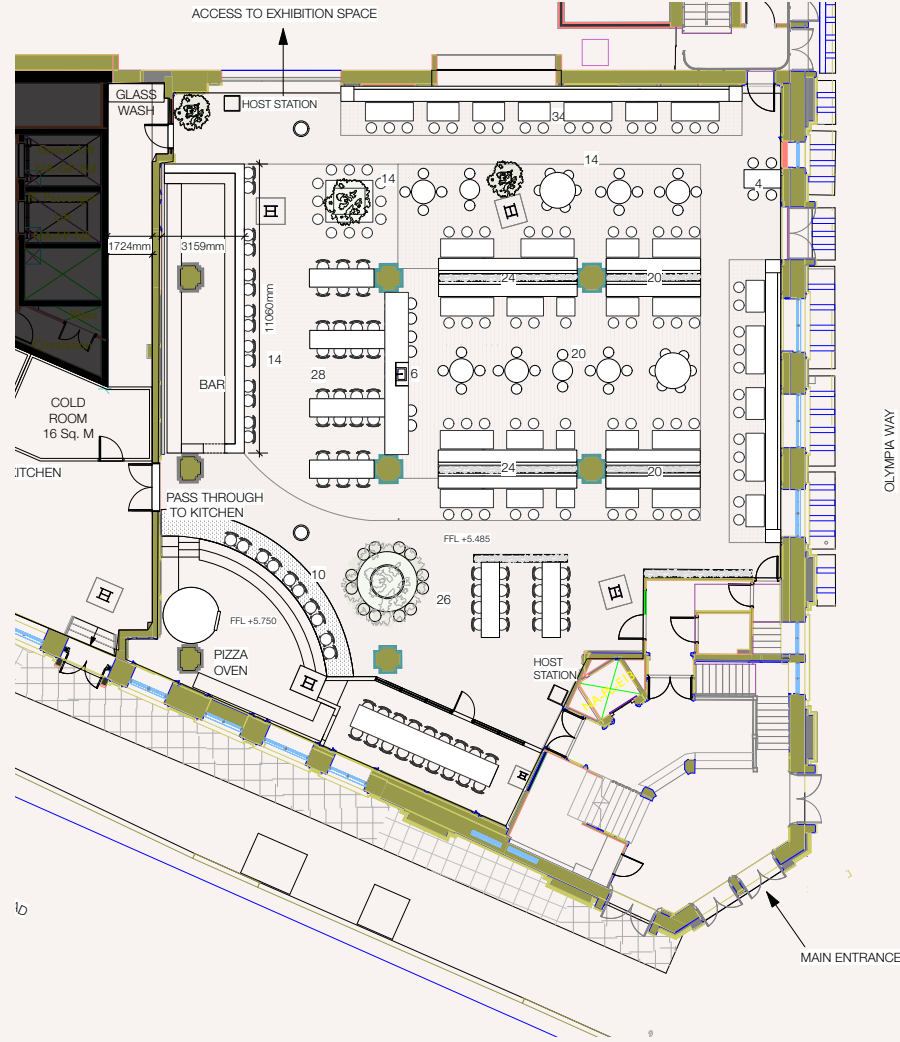 ACCESS TO EXHIBITION SPACE
GLASS
WASH
HOST STATION
34
14
14
4
1724mm
3159mm
24
20
11060mm
14
28
6
20
BAR
COLD
ROOM
16 Sq. M
KITCHEN
OLYMPIA WAY
24
20
PASS THROUGH
TO KITCHEN
FFL +5.485
10
26
FFL +5.750
PIZZA
OVEN
HOST
STATION
MAIN ENTRANCE